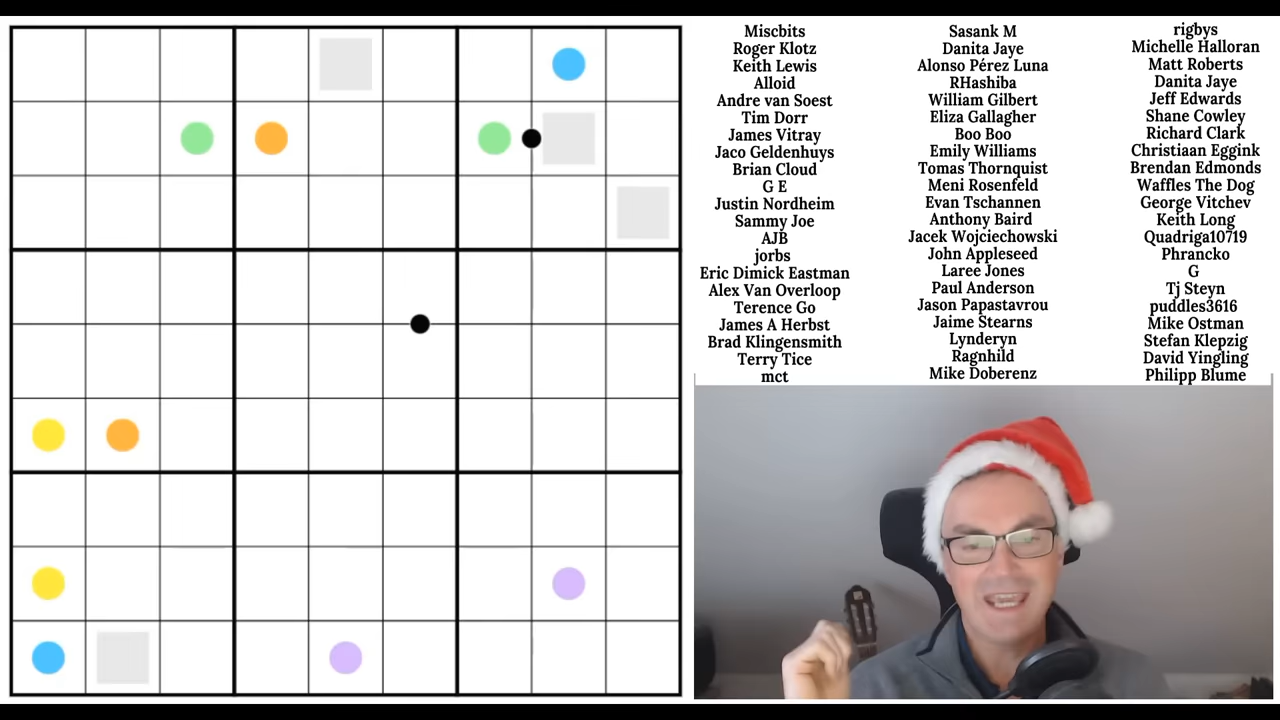 Miscbits
Roger Klotz
Keith Lewis
Alloid
Andre van Soest
Tim Dorr
James Vitray
Jaco Geldenhuys
Brian Cloud
G E
Justin Nordheim
Sammy Joe
AJB
jorbs
Eric Dimick Eastman
Alex Van Overloop
Terence Go
James A Herbst
Brad Klingensmith
Terry Tice
mct
Sasank M
Danita Jaye
Alonso Pérez Luna
RHashiba
William Gilbert
Eliza Gallagher
Boo Boo
Emily Williams
Tomas Thornquist
Meni Rosenfeld
Evan Tschannen
Anthony Baird
Jacek Wojciechowski
John Appleseed
Laree Jones
Paul Anderson
Jason Papastavrou
Jaime Stearns
Lynderyn
Ragnhild
Mike Doberenz
rigbys
Michelle Halloran
Matt Roberts
Danita Jaye
Jeff Edwards
Shane Cowley
Richard Clark
Christiaan Eggink
Brendan Edmonds
Waffles The Dog
George Vitchev
Keith Long
Quadriga10719
Phrancko
G
Tj Steyn
puddles3616
Mike Ostman
Stefan Klepzig
David Yingling
Philipp Blume